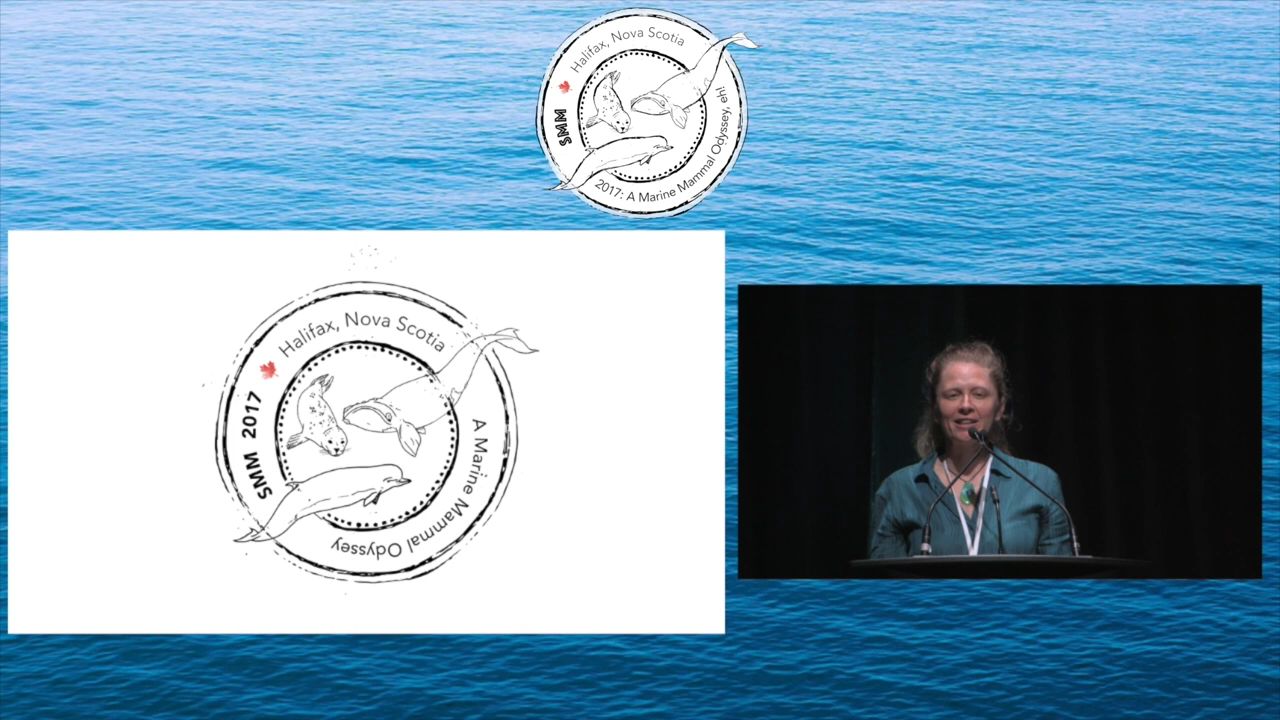 SMM Halifax, Nova Scotia
2017: A Marine Mammal Odyssey, eh!
SMM 2017 Halifax, Nova Scotia
A Marine Mammal Odyssey